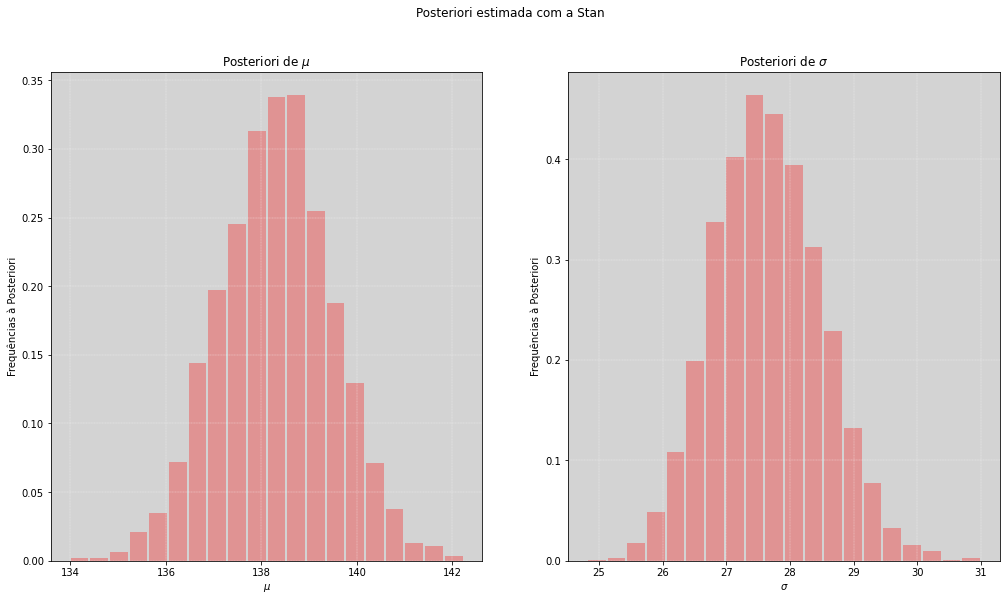 Posteriori estimada com a Stan
Posteriori de μ
Frequências à Posteriori
0.35
0.30
0.25
0.20
0.15
0.10
0.05
0.00
134 136 138 140 142
μ
Posteriori de σ
Frequências à Posteriori
0.4
0.3
0.2
0.1
0.0
25 26 27 28 29 30 31
σ